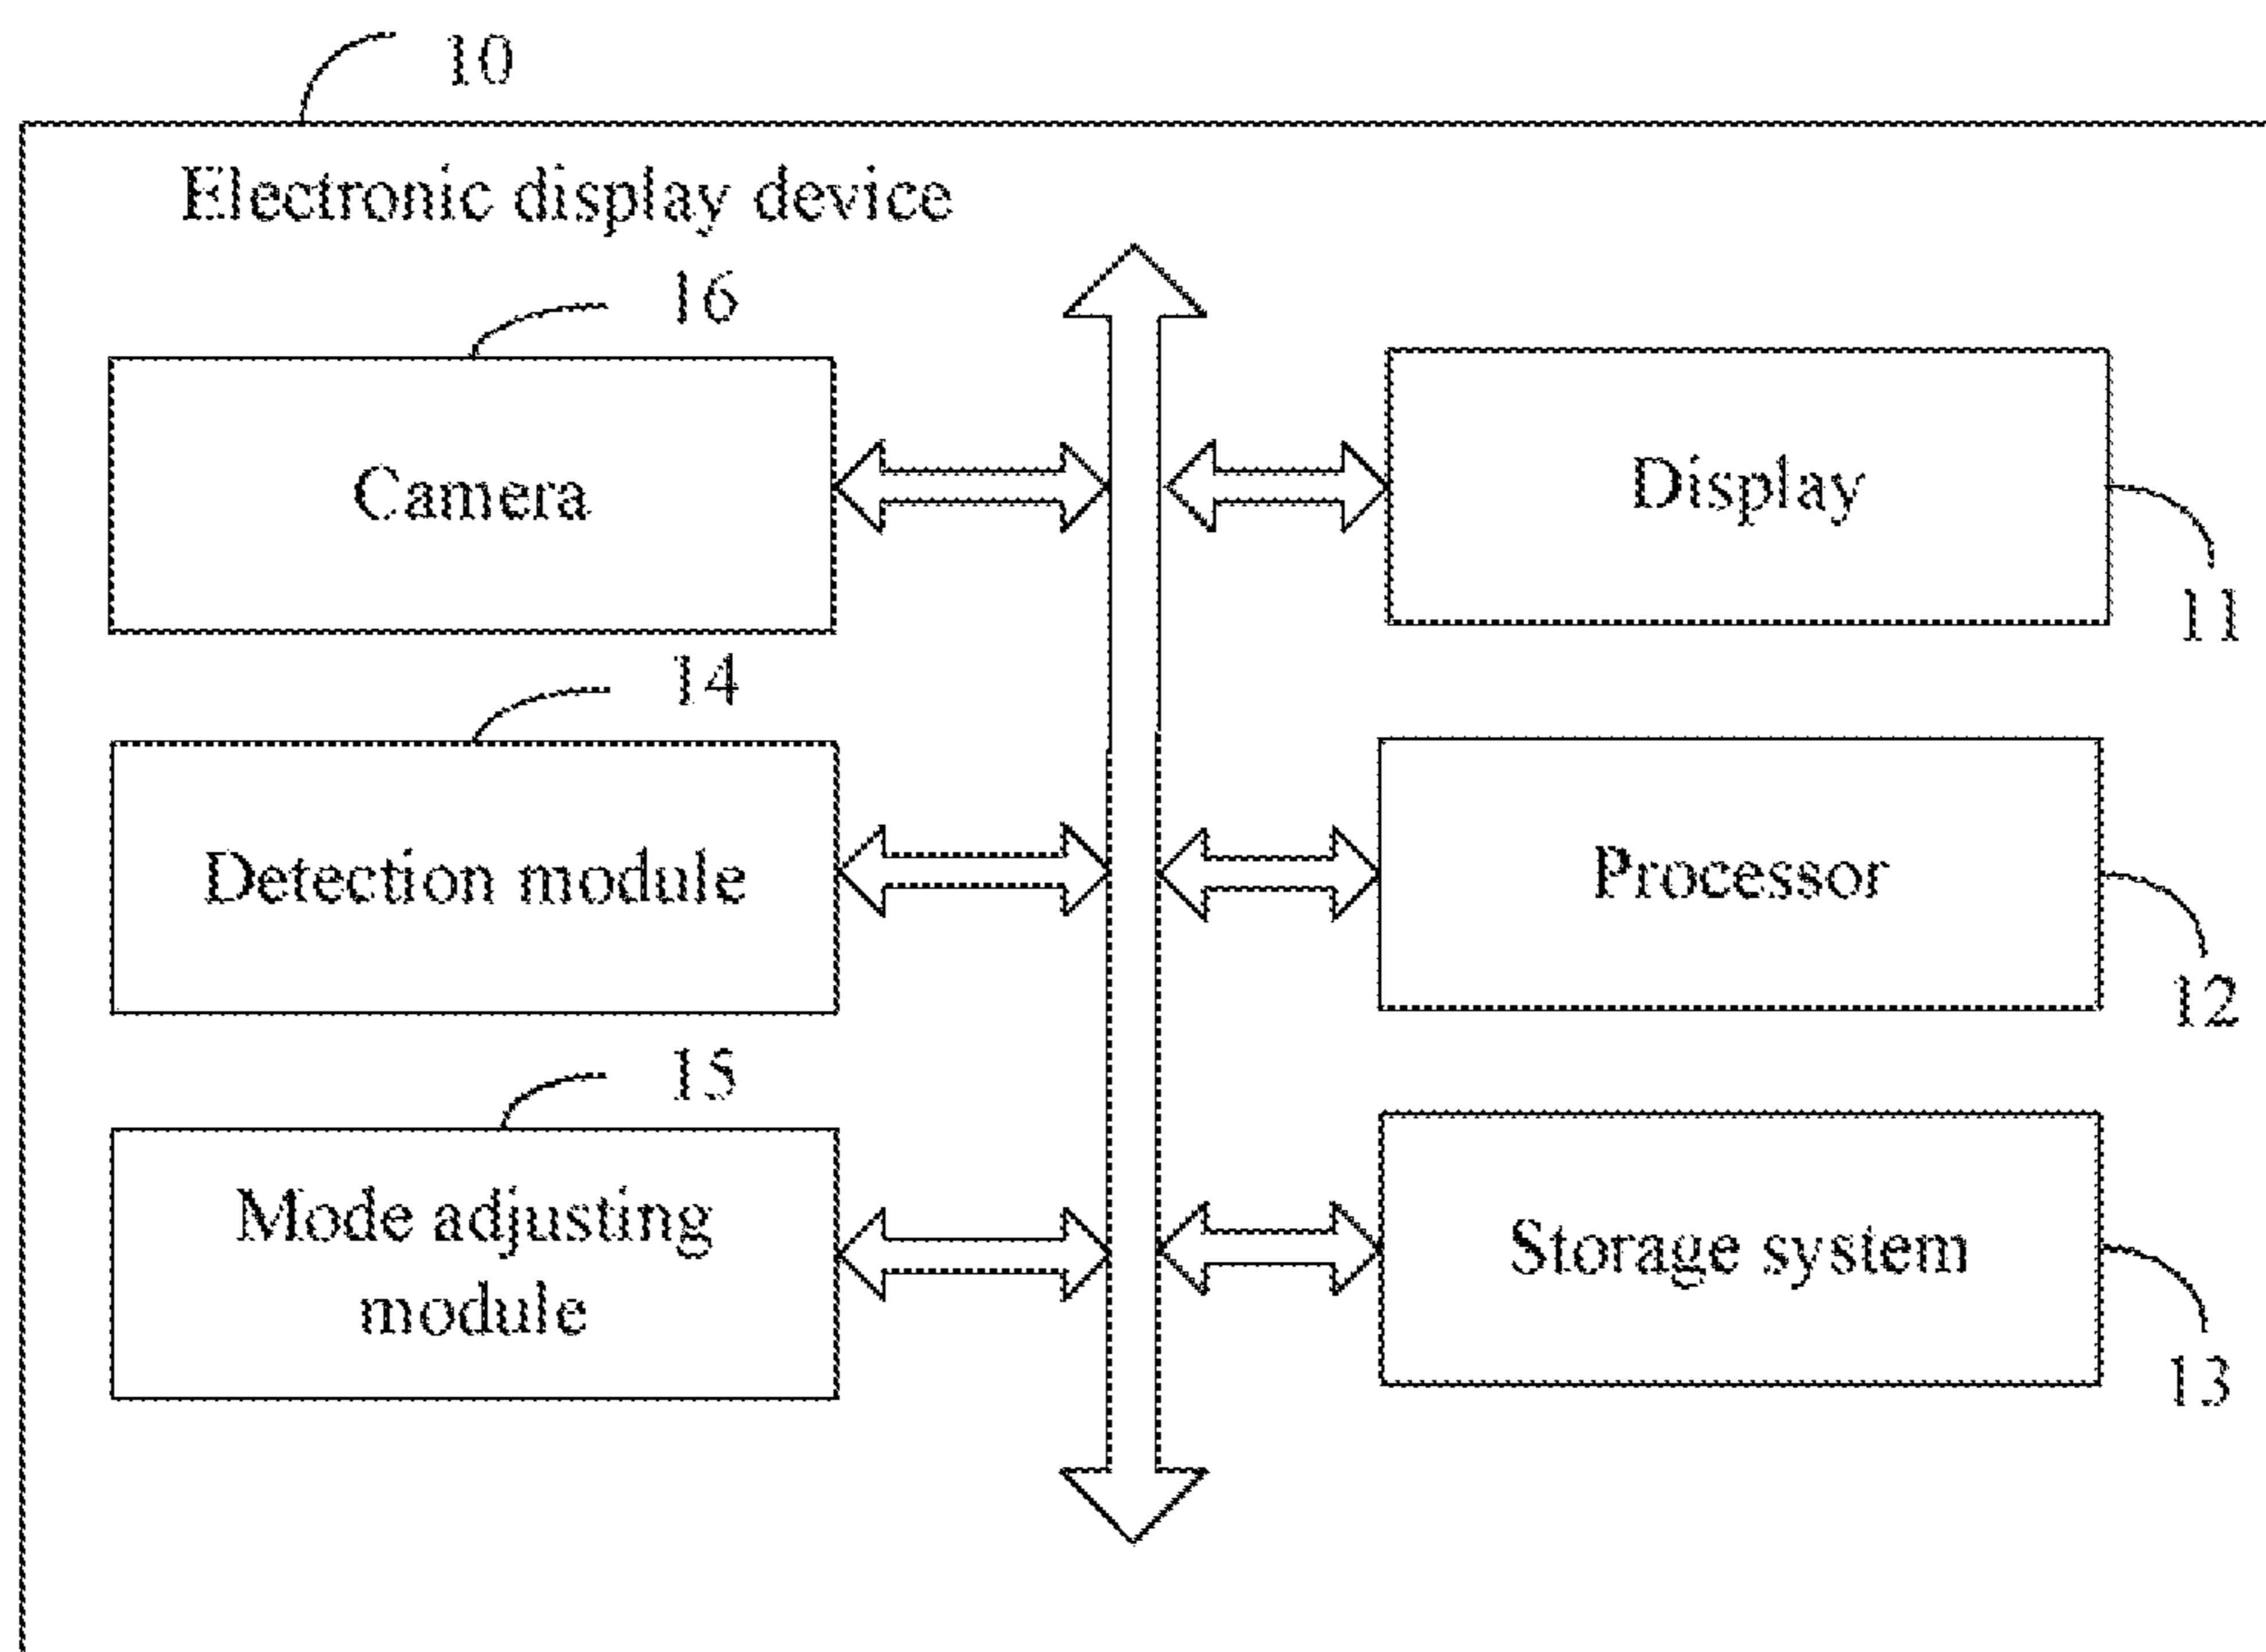 10
Electronic display device
16
Camera
Display
11
14
Detection module
Processor
12
15
Mode adjusting
module
Storage system
13